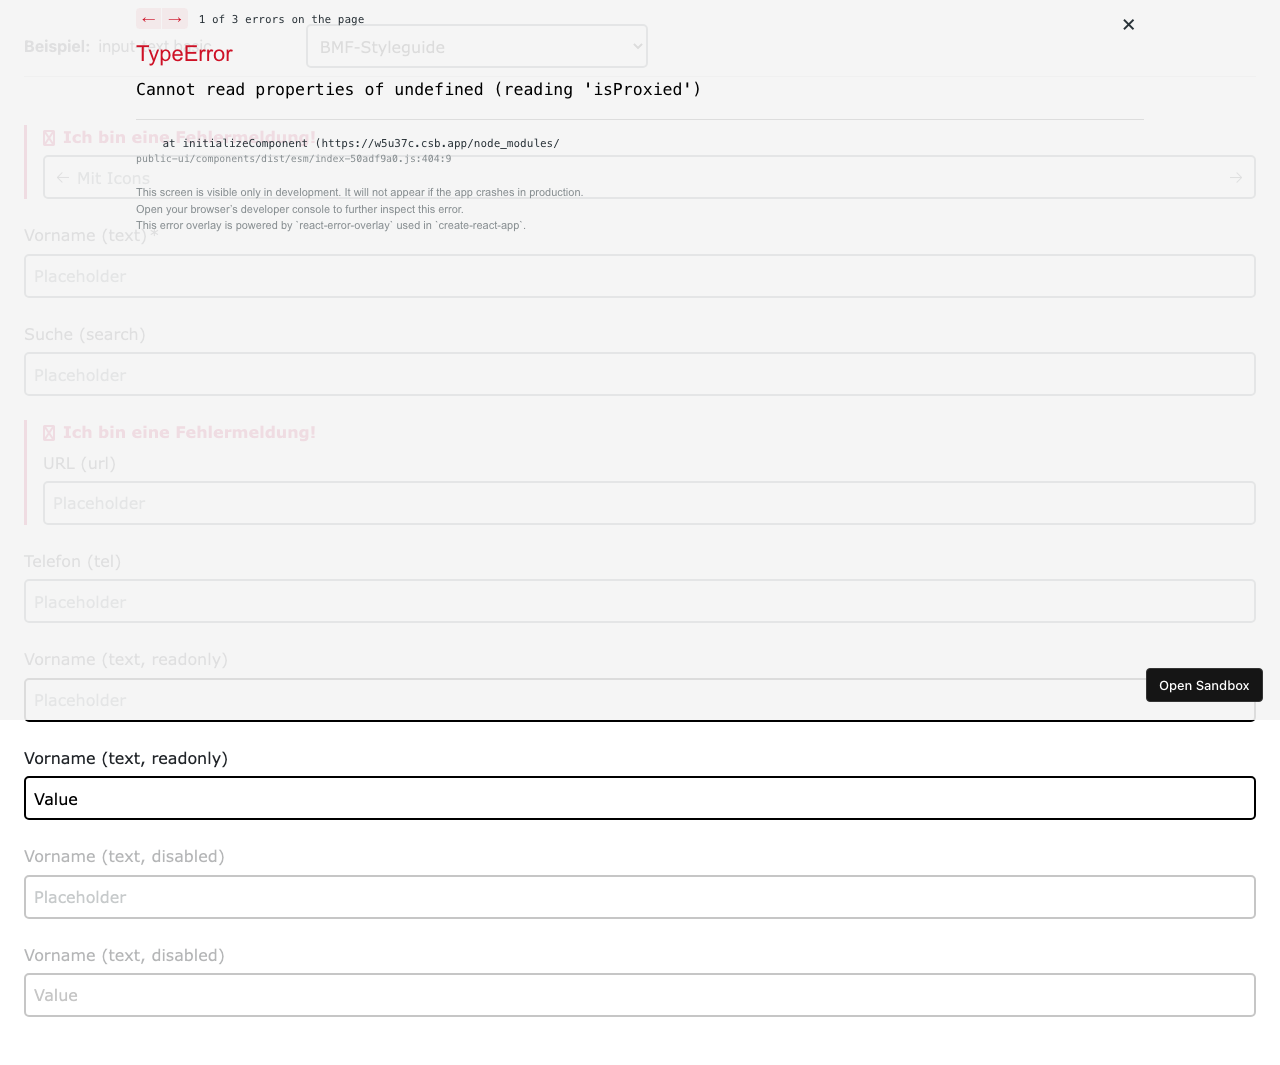 ← → 1 of 3 errors on the page
Beispiel: input-text basic
BMF-Styleguide
TypeError
Cannot read properties of undefined (reading 'isProxied')
Ich bin eine Fehlermeldung!
at initializeComponent (https://w5u37c.csb.app/node_modules/
public-ui/components/dist/esm/index-50adf9a0.js:404:9
← Mit Icons →
This screen is visible only in development. It will not appear if the app crashes in production.
Open your browser’s developer console to further inspect this error.
This error overlay is powered by `react-error-overlay` used in `create-react-app`.
Vorname (text) *
Placeholder
Suche (search)
Placeholder
Ich bin eine Fehlermeldung!
URL (url)
Placeholder
Telefon (tel)
Placeholder
Vorname (text, readonly)
Open Sandbox
Placeholder
Vorname (text, readonly)
Value
Vorname (text, disabled)
Placeholder
Vorname (text, disabled)
Value